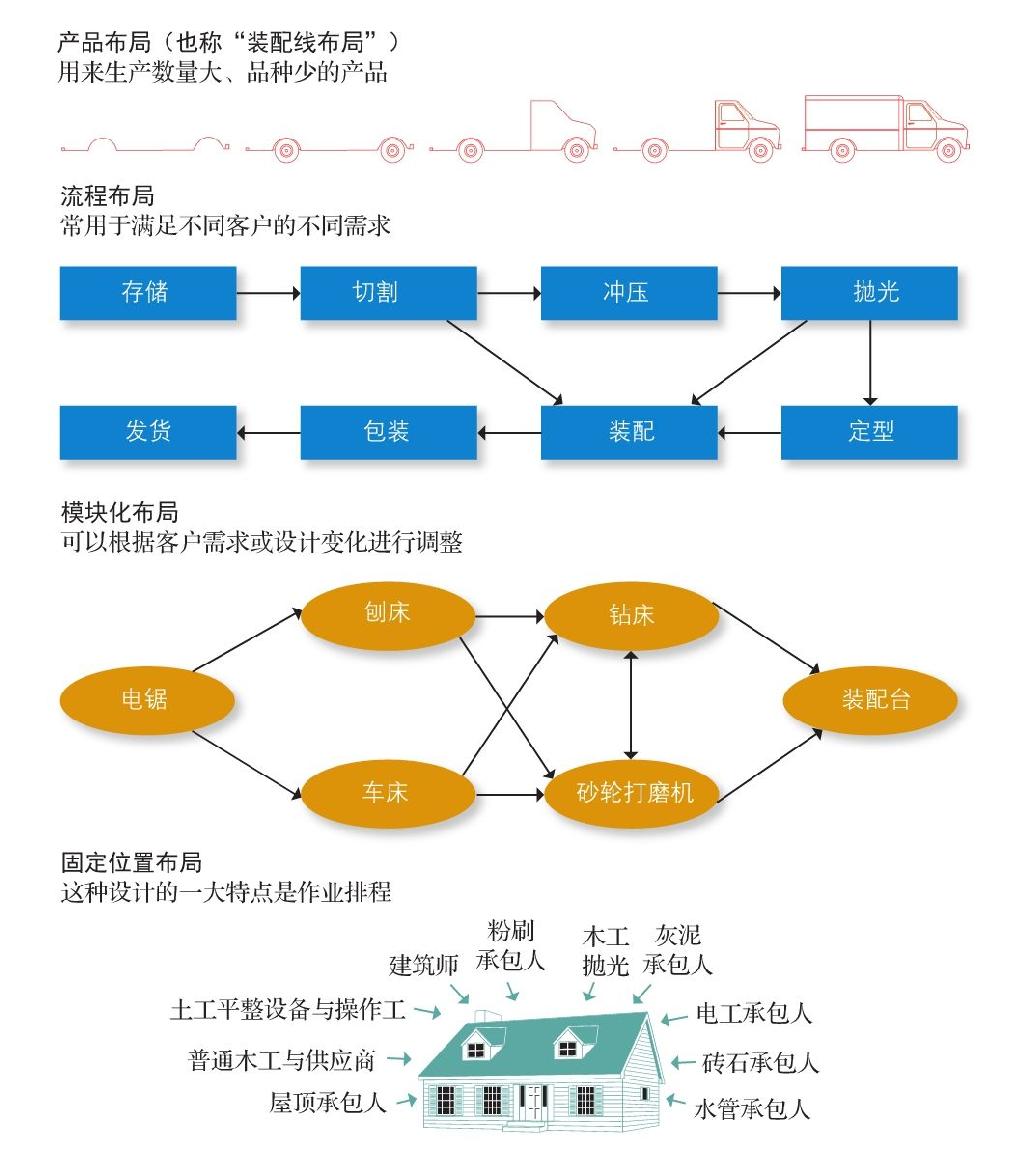 产品布局（也称“装配线布局”）
用来生产数量大、品种少的产品
流程布局
常用于满足不同客户的不同需求
存储
切割
冲压
抛光
发货
包装
装配
定型
模块化布局
可以根据客户需求或设计变化进行调整
刨床
钻床
电锯
装配台
车床
砂轮打磨机
固定位置布局
这种设计的一大特点是作业排程
建筑师
粉刷
承包人
木工
抛光
灰泥
承包人
土工平整设备与操作工
电工承包人
普通木工与供应商
砖石承包人
屋顶承包人
水管承包人